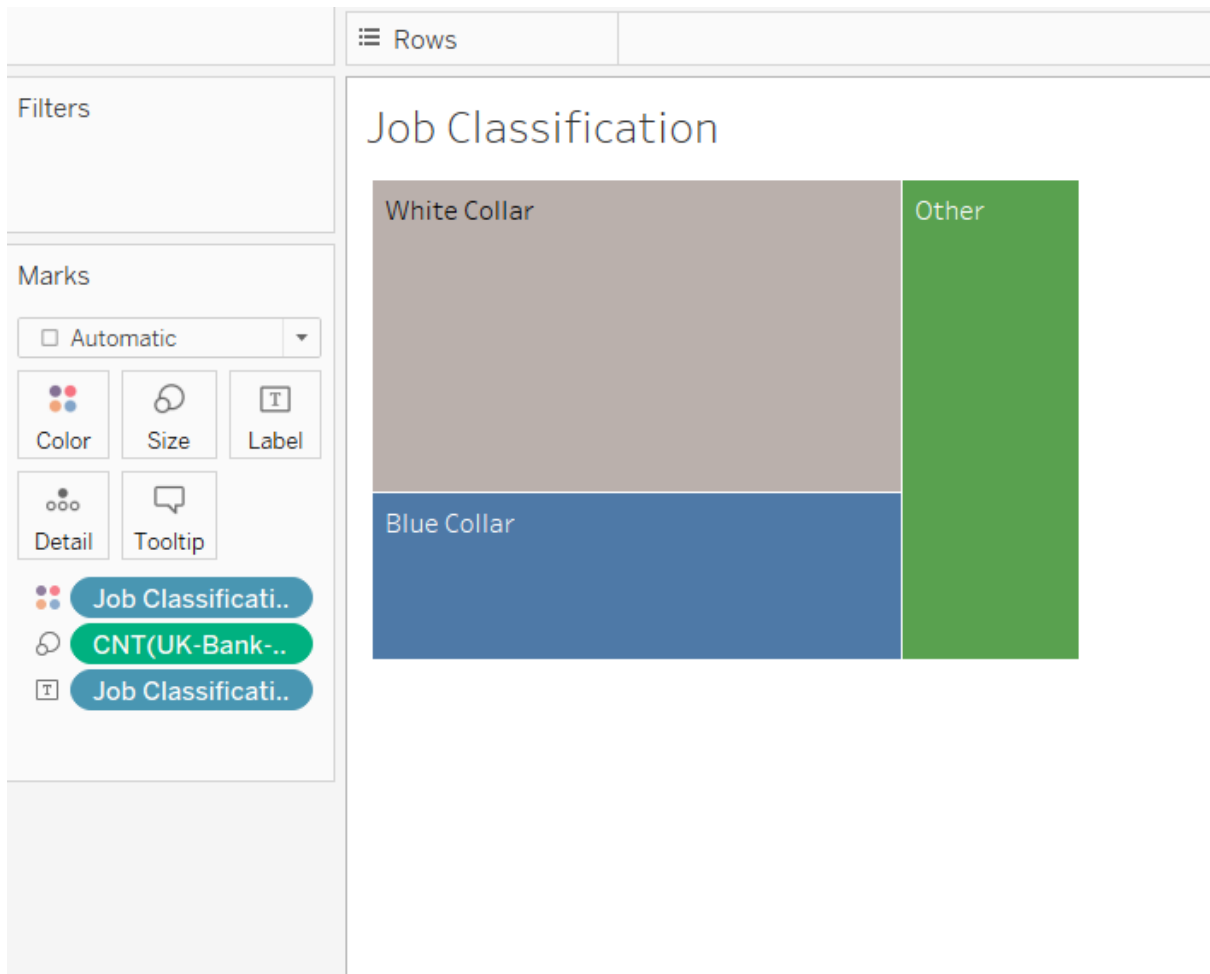 Rows
Filters
Job Classification
White Collar
Other
Marks
Automatic
Color
Size
T
Label
Detail
Tooltip
Blue Collar
Job Classificati..
CNT(UK-Bank-..
T
Job Classificati..